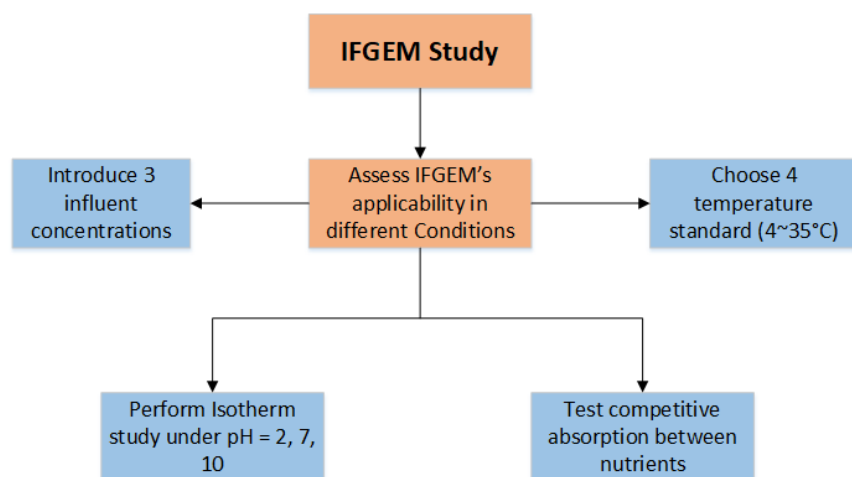 IFGEM Study
Introduce 3
influent
concentrations
Assess IFGEM's
applicability in
different Conditions
Choose 4
temperature
standard (4~35°C)
Perform Isotherm
study under pH = 2, 7,
10
Test competitive
absorption between
nutrients